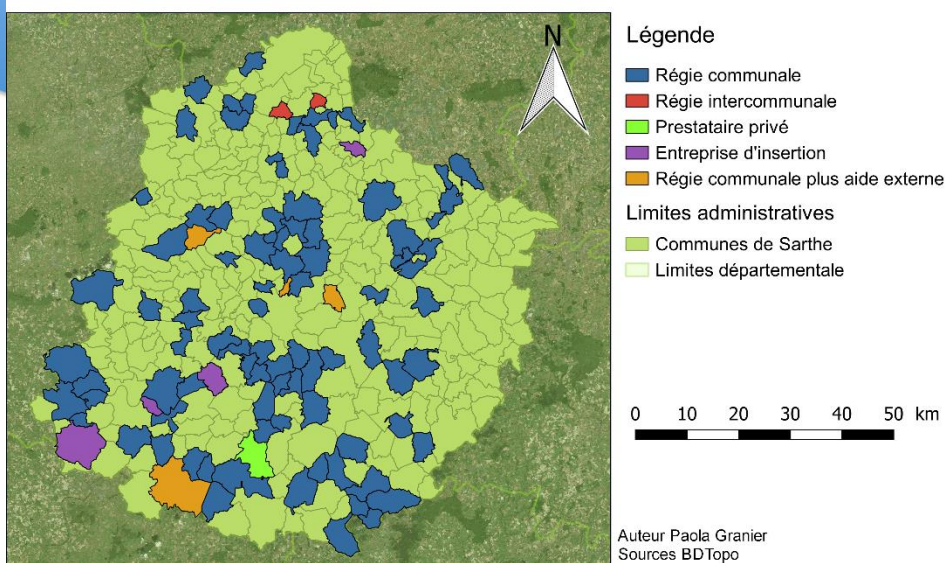 N
Légende
Régie communale
Régie intercommunale
Prestataire privé
Entreprise d'insertion
Régie communale plus aide externe
Limites administratives
Communes de Sarthe
Limites départementale
0 10 20 30 40 50 km
Auteur Paola Granier
Sources BDTopo